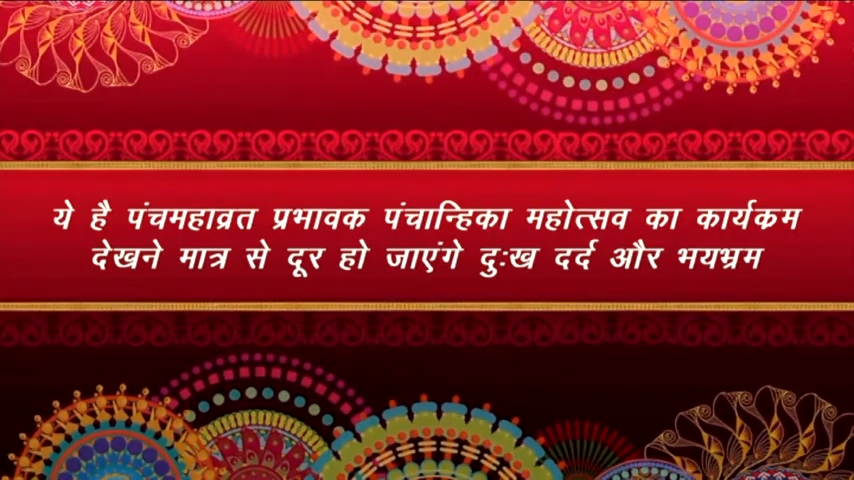 ये है पंचमहाव्रत प्रभावक पंचान्हिका महोत्सव का कार्यकम
देखने मात्र से दूर हो जाएंगे दुःख दर्द और भयभ्रम